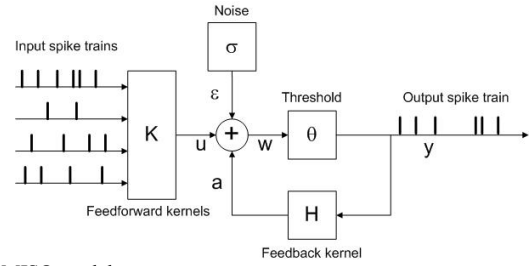 Noise
Input spike trains
σ
ε
Threshold
Output spike train
K
u
+
w
θ
y
a
H
Feedforward kernels
Feedback kernel